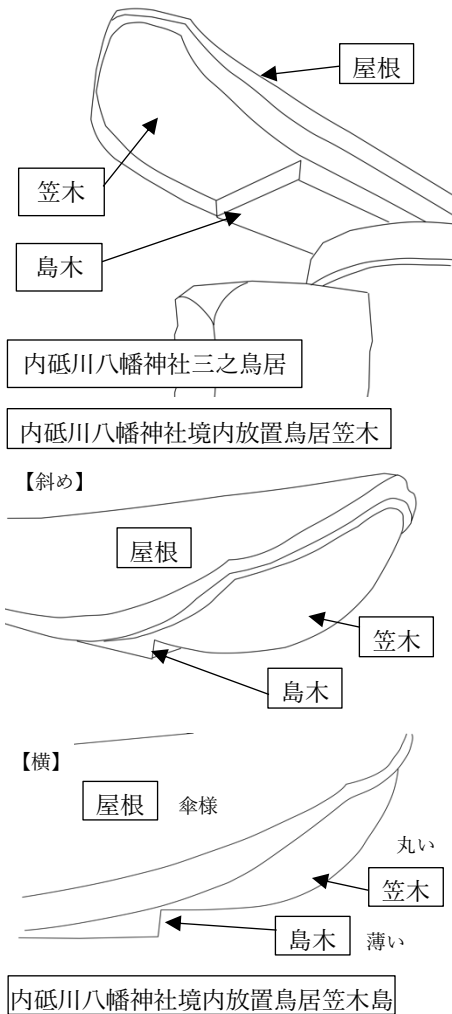 屋根
笠木
島木
内砥川八幡神社三之鳥居
内砥川八幡神社境内放置鳥居笠木
【斜め】
屋根
笠木
島木
【横】
屋根 傘様
丸い
笠木
島木 薄い
内砥川八幡神社境内放置鳥居笠木島